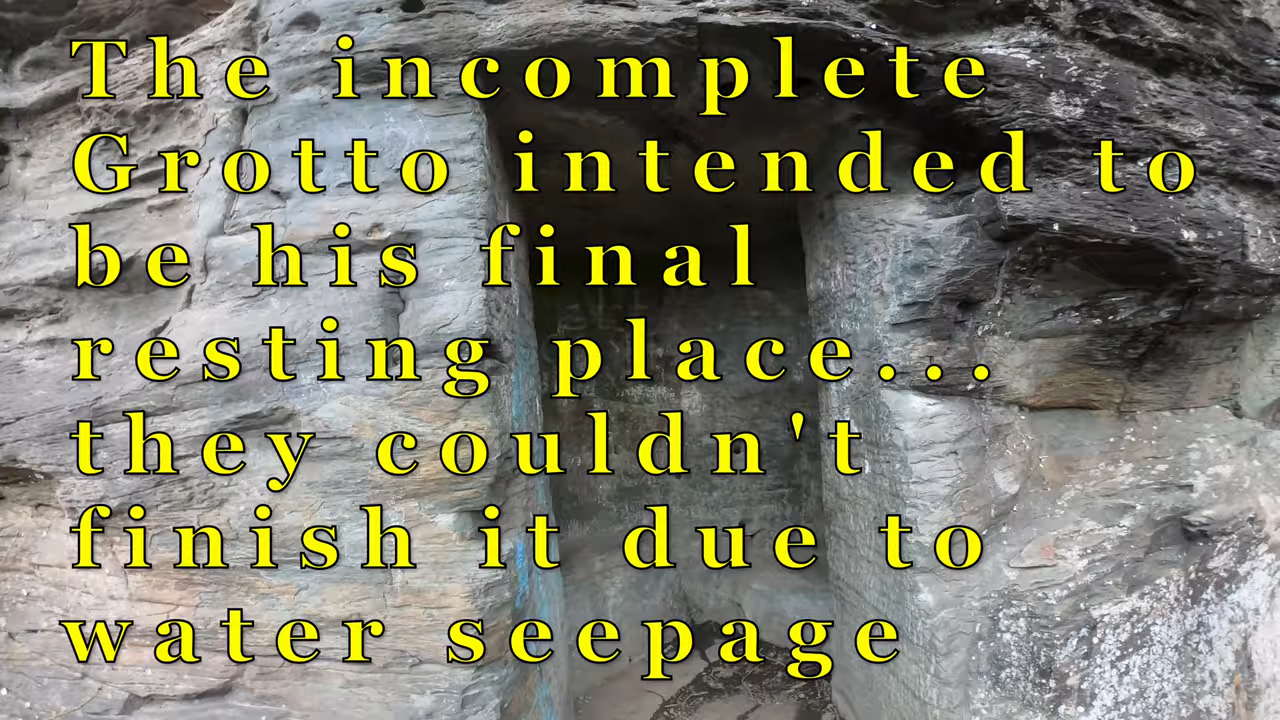 The incomplete
Grotto intended to
be his final
resting place...
they couldn't
finish it due to
water seepage